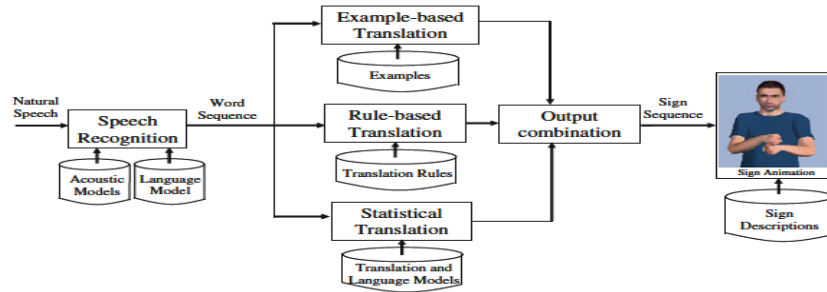 Example-based
Translation
Examples
Natural
Speech
Speech
Recognition
Word
Sequence
Acoustic
Models
Language
Model
Rule-based
Translation
Translation Rules
Statistical
Translation
Translation and
Language Models
Output
combination
Sign
Sequence
Sign Animation
Sign
Descriptions